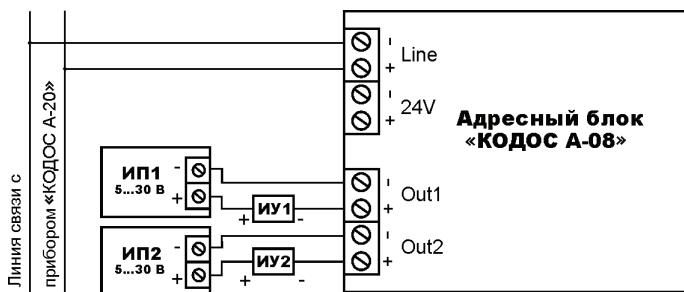 Линия связи с
прибором «КОДОС А-20»
- Line
+
- 24V
+
Адресный блок
«КОДОС А-08»
ИП1 -
5...30 В +
ИУ1
+ -
- Out1
+
ИП2 -
5...30 В +
ИУ2
+ -
- Out2
+